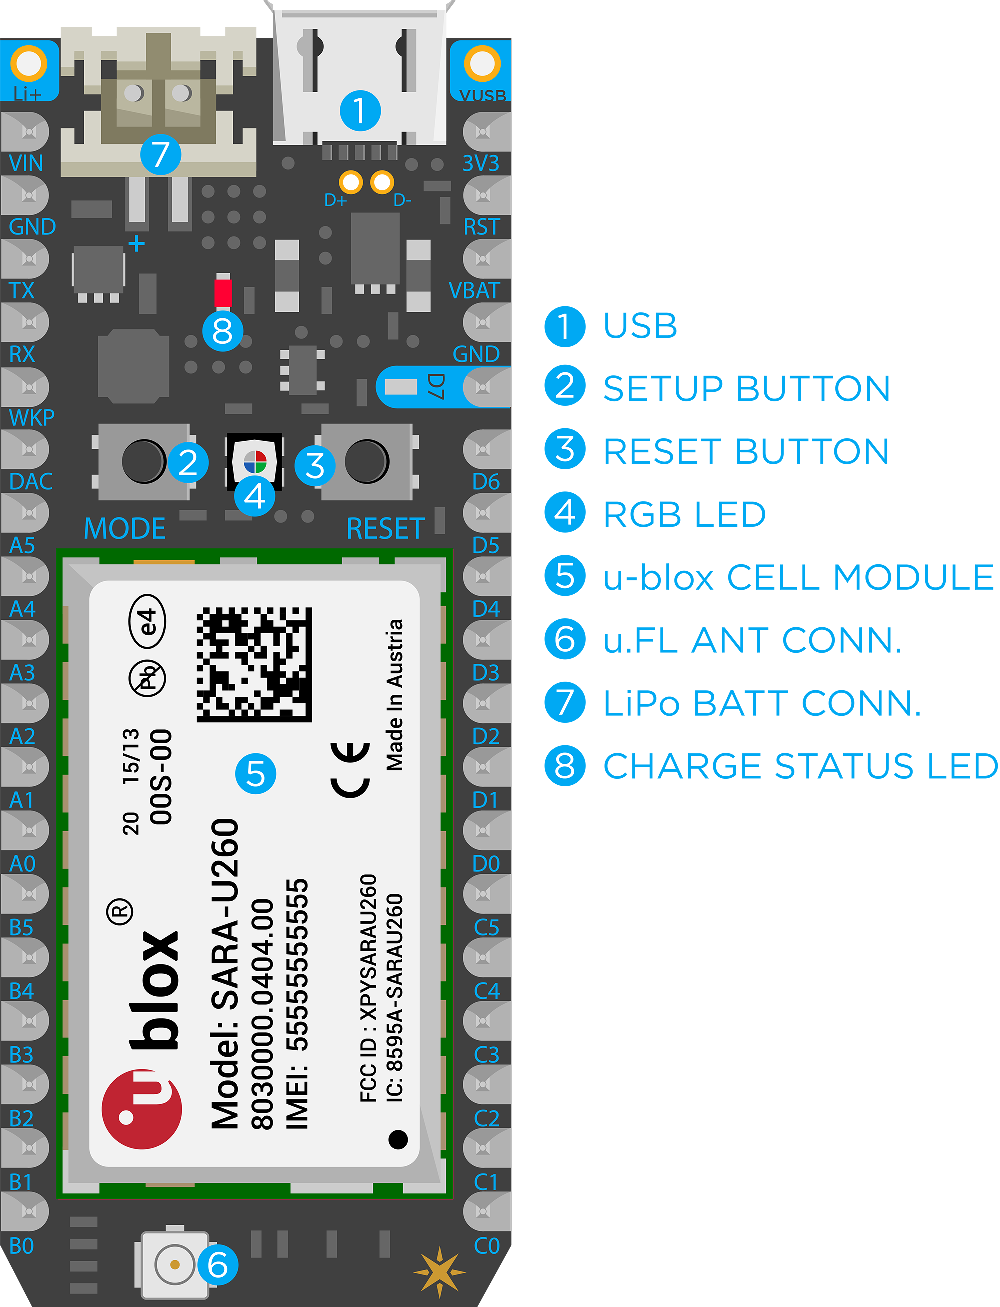 Li+
VUSB
1
7
VIN
3V3
D+
D-
GND
RST
+
TX
VBAT
8
RX
GND
D7
WKP
2
3
4
DAC
D6
MODE
RESET
A5
D5
A4
D4
A3
D3
A2
D2
A1
D1
A0
D0
B5
C5
B4
C4
B3
C3
B2
C2
B1
C1
B0
C0
e4
Pb
20 15/13
00S-00
5
CE
Made In Austria
u blox ®
Model: SARA-U260
8030000.0404.00
IMEI: 555555555555
FCC ID : XPYSARAU260
IC: 8595A-SARAU260
6
1 USB
2 SETUP BUTTON
3 RESET BUTTON
4 RGB LED
5 u-blox CELL MODULE
6 u.FL ANT CONN.
7 LiPo BATT CONN.
8 CHARGE STATUS LED